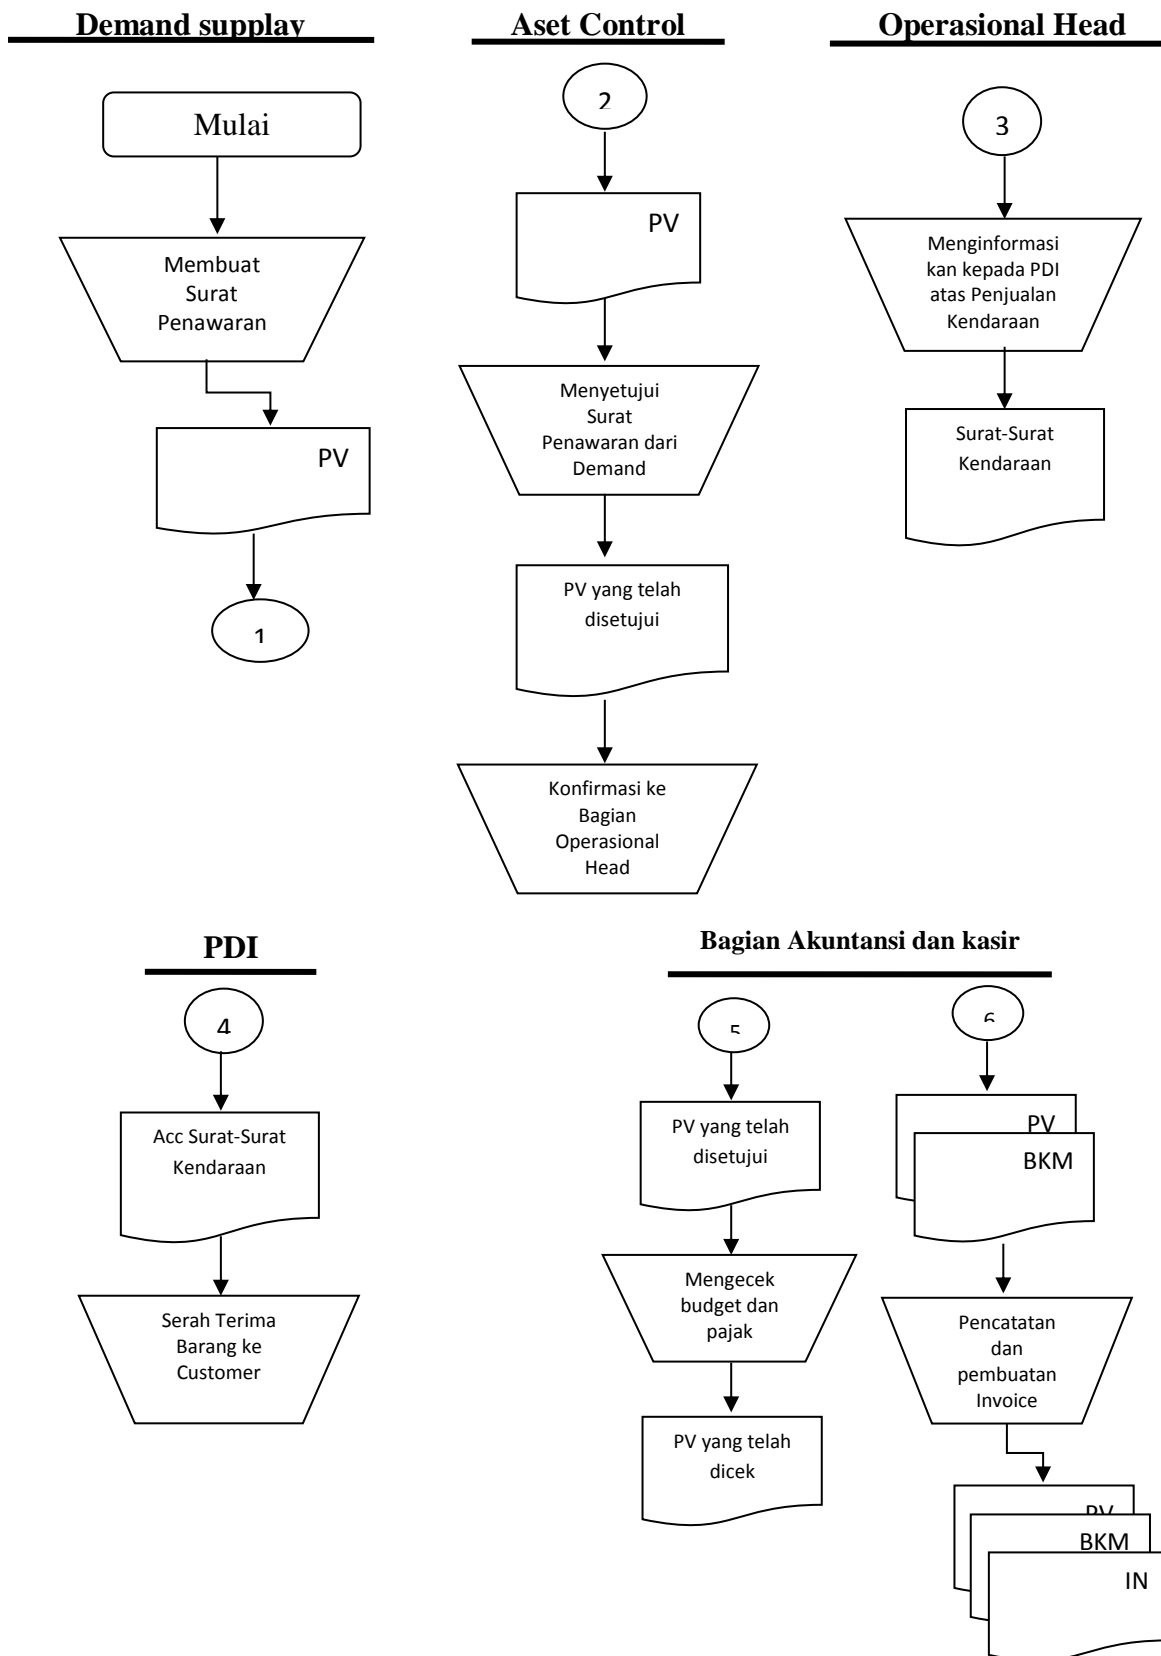 Demand supplay
Mulai
Membuat
Surat
Penawaran
PV
1
Aset Control
2
PV
Menyetujui
Surat
Penawaran dari
Demand
PV yang telah
disetujui
Konfirmasi ke
Bagian
Operasional
Head
Operasional Head
3
Menginformasi
kan kepada PDI
atas Penjualan
Kendaraan
Surat-Surat
Kendaraan
PDI
4
Acc Surat-Surat
Kendaraan
Serah Terima
Barang ke
Customer
Bagian Akuntansi dan kasir
5
PV yang telah
disetujui
Mengecek
budget dan
pajak
PV yang telah
dicek
6
PV
BKM
Pencatatan
dan
pembuatan
Invoice
PV
BKM
IN